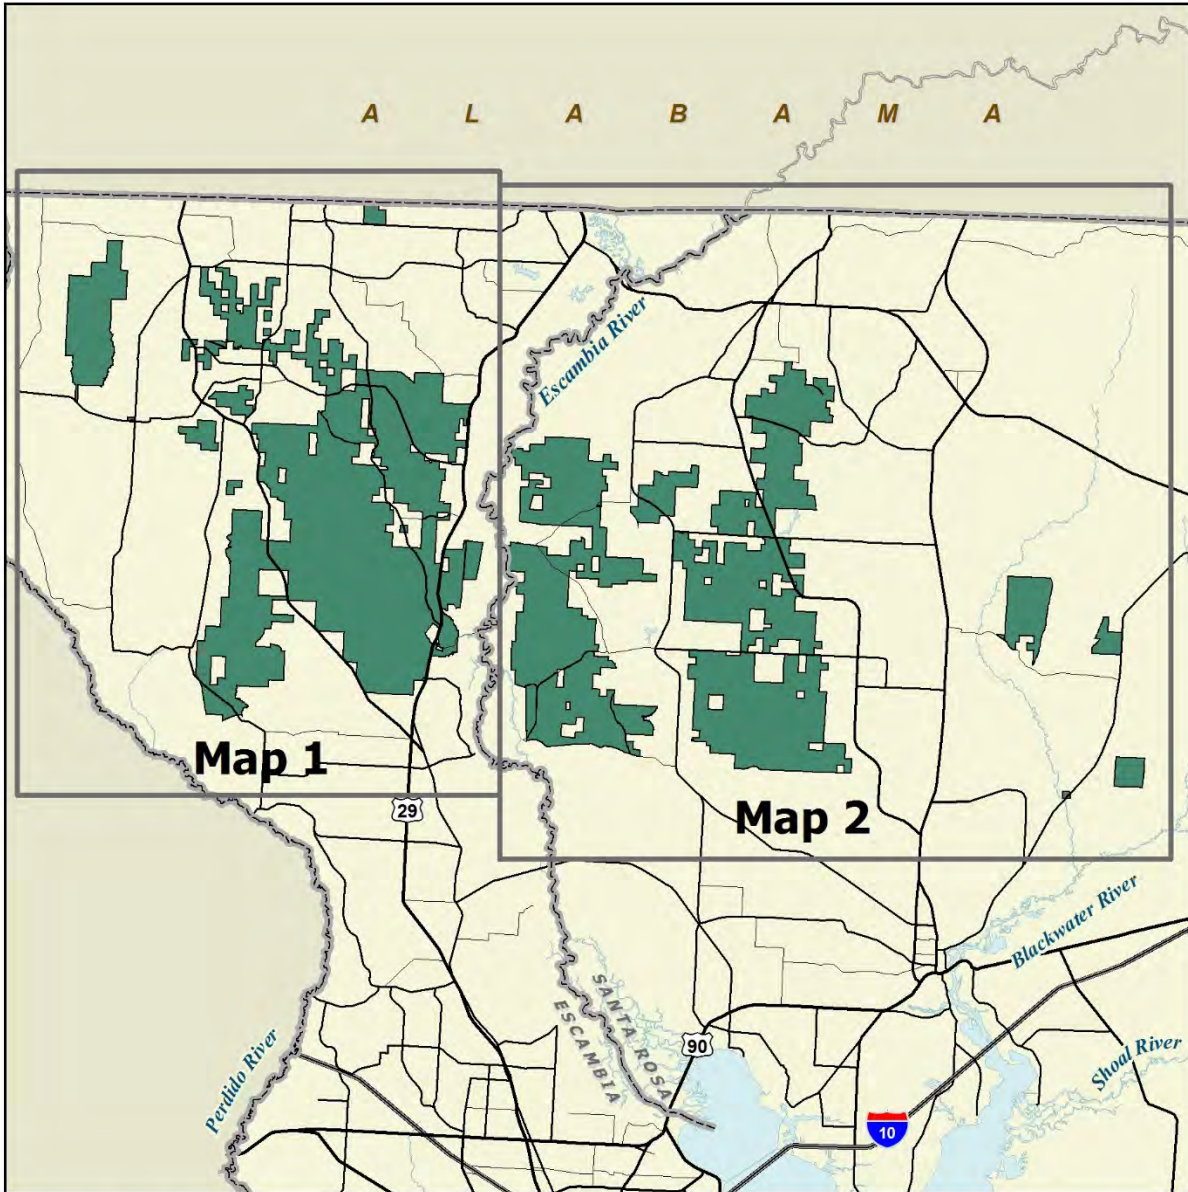 A L A B A M A
Escambia River
Map 1
29
Map 2
Blackwater River
SANTA ROSA
ESCAMBIA
90
Perdido River
Shoal River
10